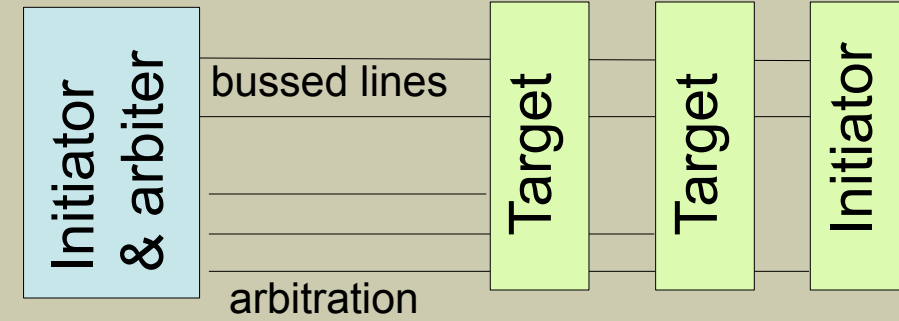 Initiator
& arbiter
bussed lines
arbitration
Target
Target
Initiator